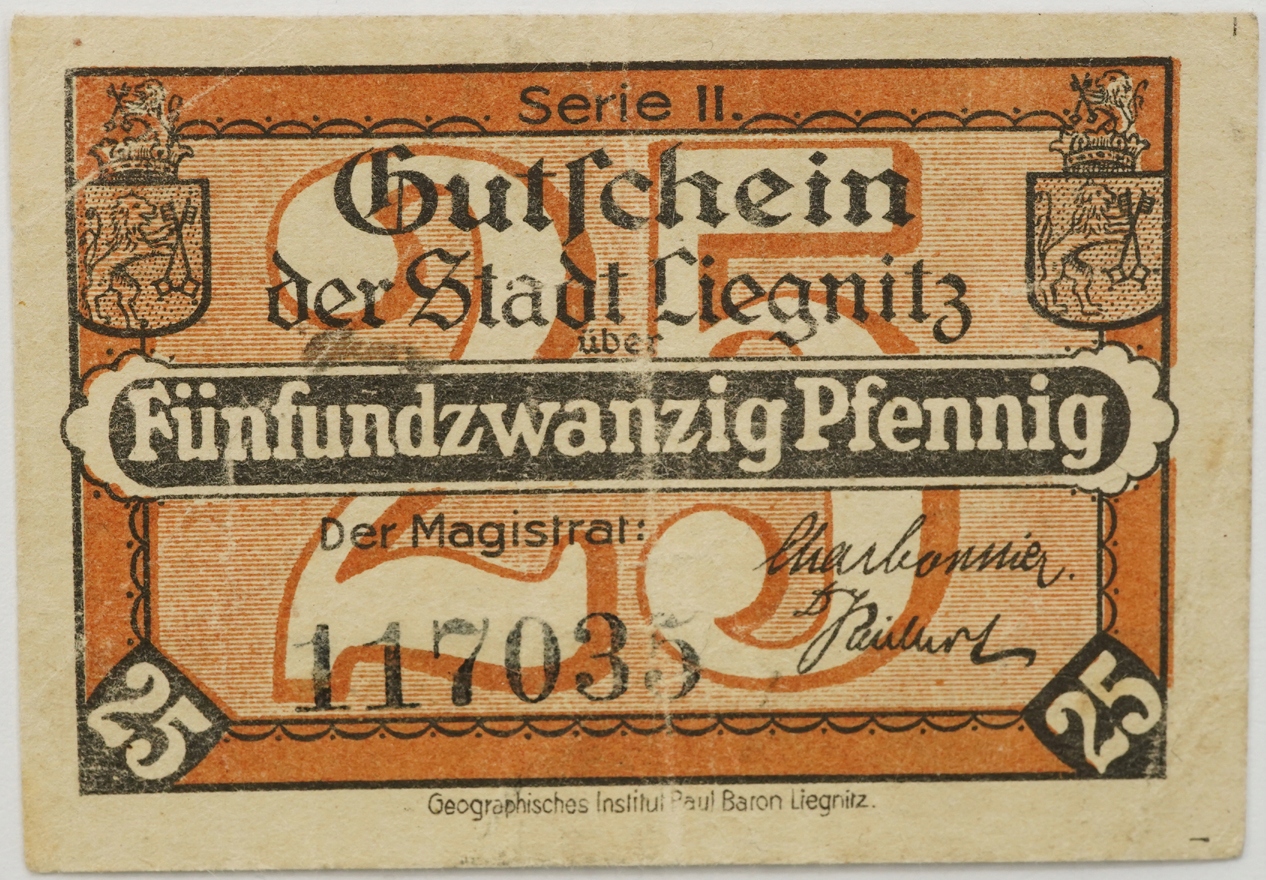 Serie II.
Gutſchein
der Stadt Liegnitz
über
Fünfundzwanzig Pfennig
Der Magistrat:
Charbonnier.
117035
25
25
Geographisches Institut Paul Baron Liegnitz.